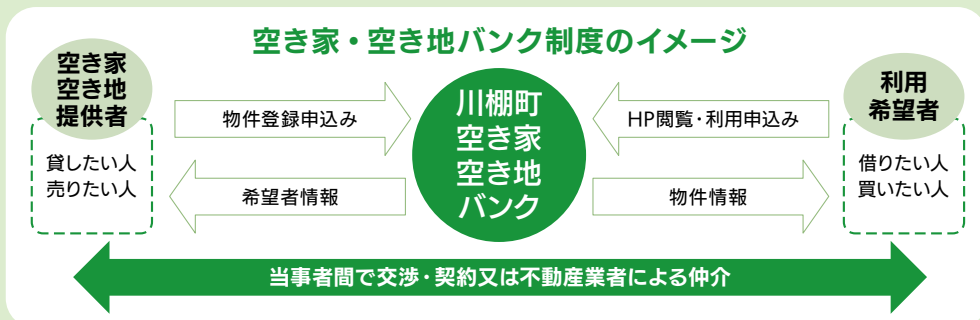 空き家・空き地バンク制度のイメージ
空き家
空き地
提供者
貸したい人
売りたい人
物件登録申込み
希望者情報
川棚町
空き家
空き地
バンク
HP閲覧・利用申込み
物件情報
利用
希望者
借りたい人
買いたい人
当事者間で交渉・契約又は不動産業者による仲介